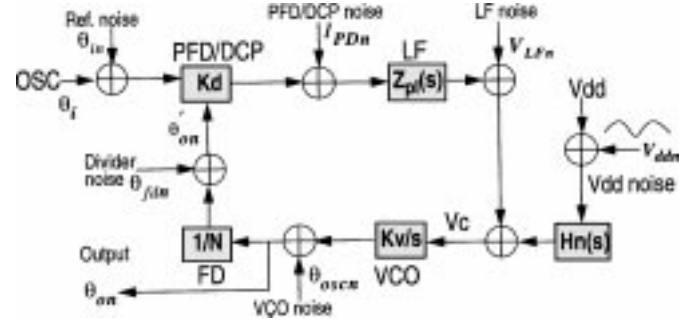 Ref. noise
θin
PFD/DCP noise
iPDn
LF noise
VLFn
PFD/DCP
LF
OSC
θi
Kd
Zpl(s)
Vdd
θ'on
Vddn
Vdd noise
Divider
noise
θfdn
Vc
Output
1/N
Kv/s
Hn(s)
FD
θoscn
VCO
θon
VCO noise